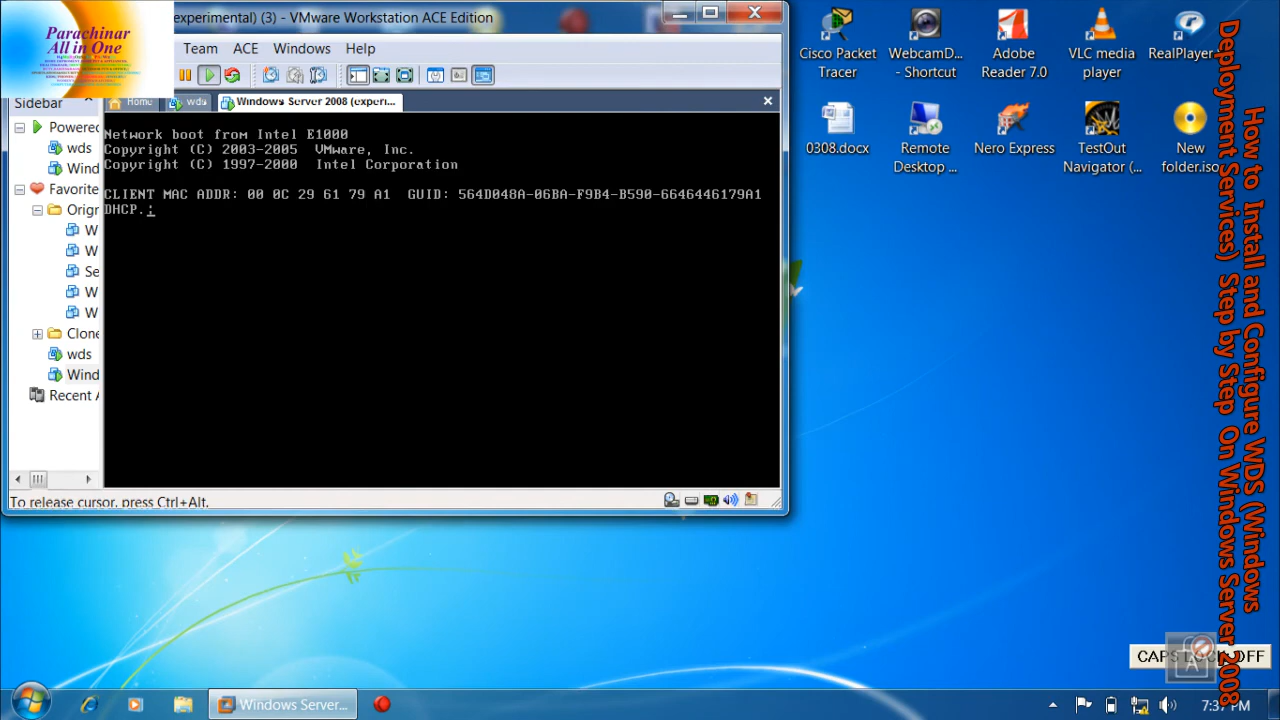 experimental) (3) - VMware Workstation ACE Edition
Parachinar
All in One
Team ACE Windows Help
Sidebar
Home
wds
Windows Server 2008 (experi...
Powered
wds
Wind
Favorite
Origi
W
W
Se
W
W
Clone
wds
Wind
Recent A
Network boot from Intel E1000
Copyright (C) 2003-2005 VMware, Inc.
Copyright (C) 1997-2000 Intel Corporation
CLIENT MAC ADDR: 00 0C 29 61 79 A1 GUID: 564D048A-06BA-F9B4-B590-6646446179A1
DHCP.
To release cursor, press Ctrl+Alt.
Cisco Packet
Tracer
WebcamD...
- Shortcut
Adobe
Reader 7.0
VLC media
player
RealPlayer
0308.docx
Remote
Desktop ...
Nero Express
TestOut
Navigator (...
New
folder.iso
How to Install and Configure WDS (Windows
Deployment Services) Step by Step On Windows Server 2008
CAPS LOCK OFF
A
Windows Server...
7:37 PM